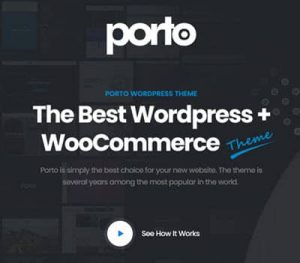 porto
PORTO WORDPRESS THEME
The Best Wordpress +
WooCommerce Theme
Porto is simply the best choice for your new website. The theme is
several years among the most popular in the world.
See How It Works